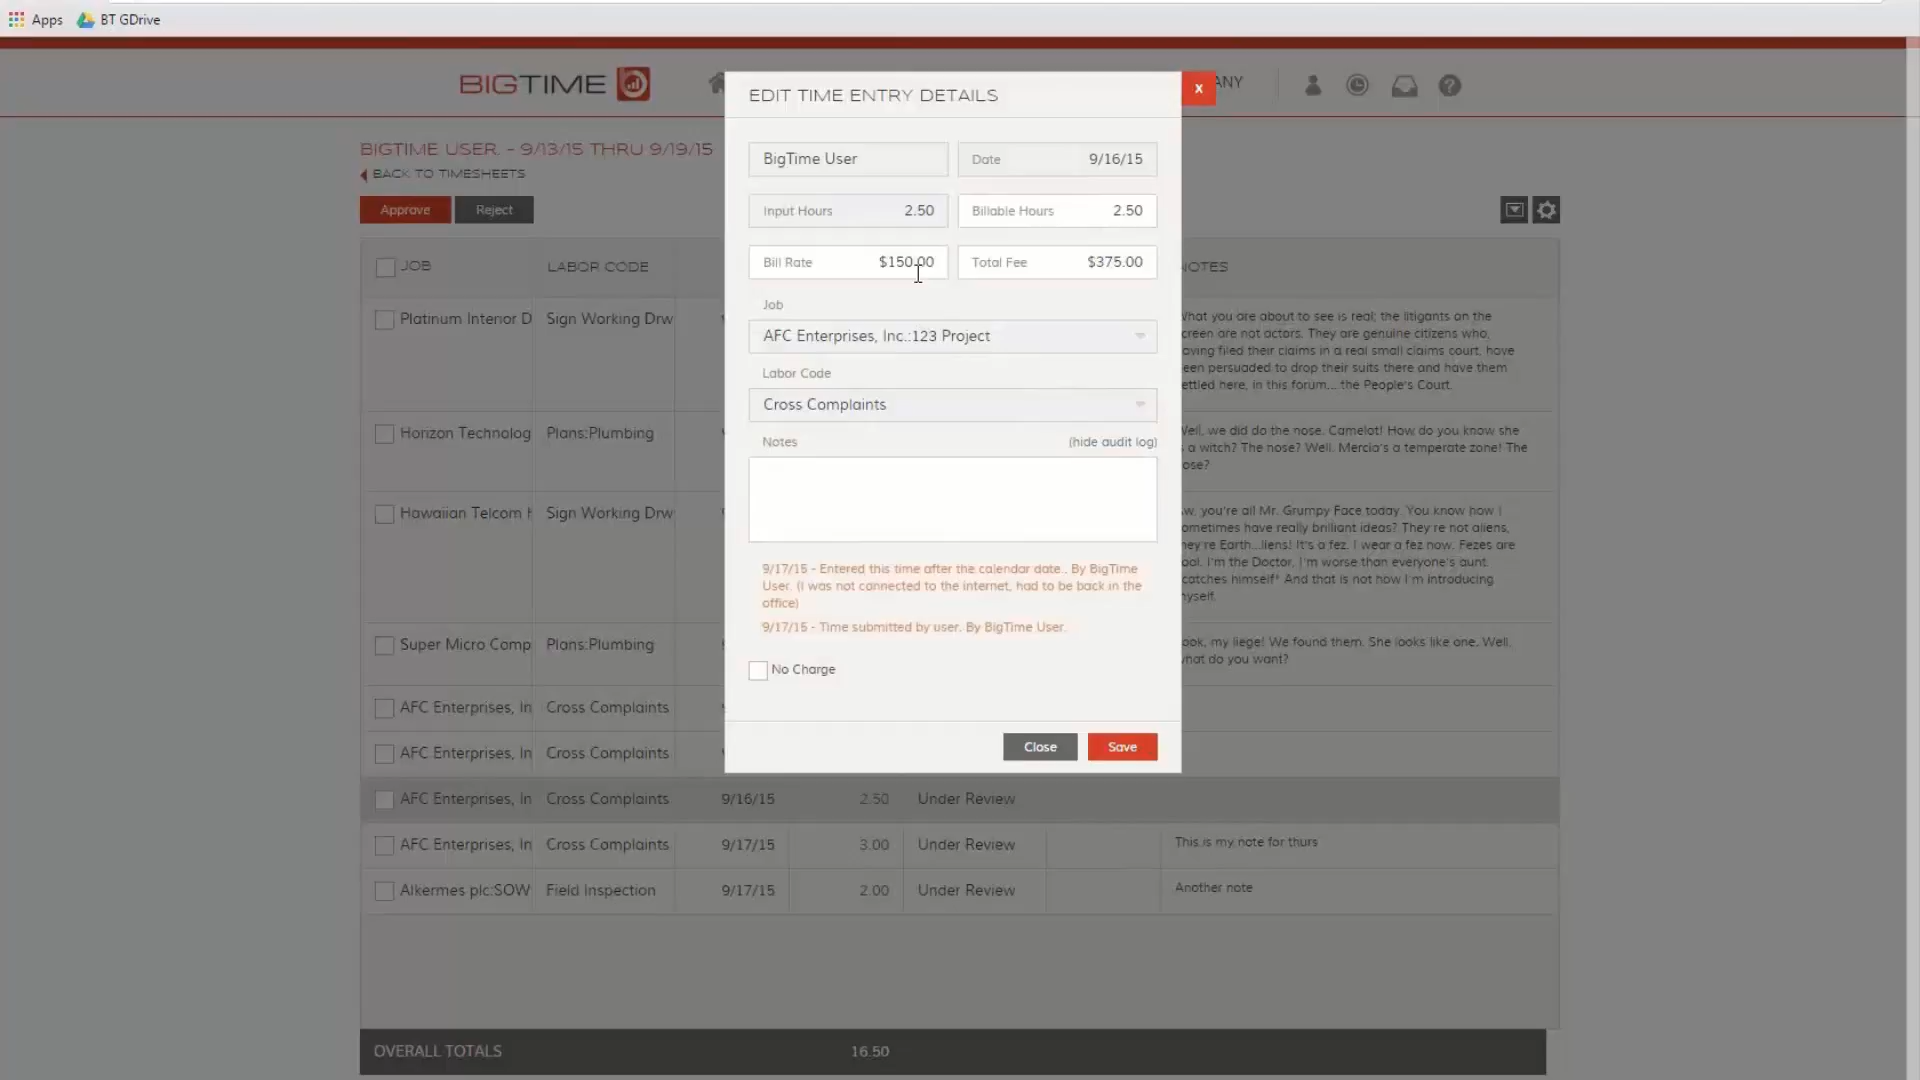 Apps
BT GDrive
BIGTIME
ANY
BIGTIME USER. - 9/13/15 THRU 9/19/15
BACK TO TIMESHEETS
Approve
Reject
JOB
LABOR CODE
NOTES
Platinum Interior D
Sign Working Drw
What you are about to see is real; the litigants on the
creen are not actors. They are genuine citizens who,
aving filed their claims in a real small claims court, have
een persuaded to drop their suits there and have them
ettled here, in this forum... the People's Court.
Horizon Technolog
Plans:Plumbing
Well, we did do the nose. Camelot! How do you know she
a witch? The nose? Well. Mercia's a temperate zone! The
ose?
Hawaiian Telcom H
Sign Working Drw
w, you're all Mr. Grumpy Face today. You know how I
ometimes have really brilliant ideas? They're not aliens,
hey're Earth...liens! It's a fez. I wear a fez now. Fezes are
ool. I'm the Doctor, I'm worse than everyone's aunt.
catches himself* And that is not how I'm introducing
myself.
Super Micro Comp
Plans:Plumbing
ook, my liege! We found them. She looks like one. Well,
what do you want?
AFC Enterprises, In
Cross Complaints
AFC Enterprises, In
Cross Complaints
AFC Enterprises, In
Cross Complaints
9/16/15
2.50
Under Review
AFC Enterprises, In
Cross Complaints
9/17/15
3.00
Under Review
This is my note for thurs
Alkermes plc:SOW
Field Inspection
9/17/15
2.00
Under Review
Another note
OVERALL TOTALS
16.50
EDIT TIME ENTRY DETAILS
x
BigTime User
Date 9/16/15
Input Hours 2.50
Billable Hours 2.50
Bill Rate $150.00
Total Fee $375.00
Job
AFC Enterprises, Inc.:123 Project
Labor Code
Cross Complaints
Notes
(hide audit log)
9/17/15 - Entered this time after the calendar date.. By BigTime
User. (I was not connected to the internet, had to be back in the
office)
9/17/15 - Time submitted by user. By BigTime User.
No Charge
Close
Save